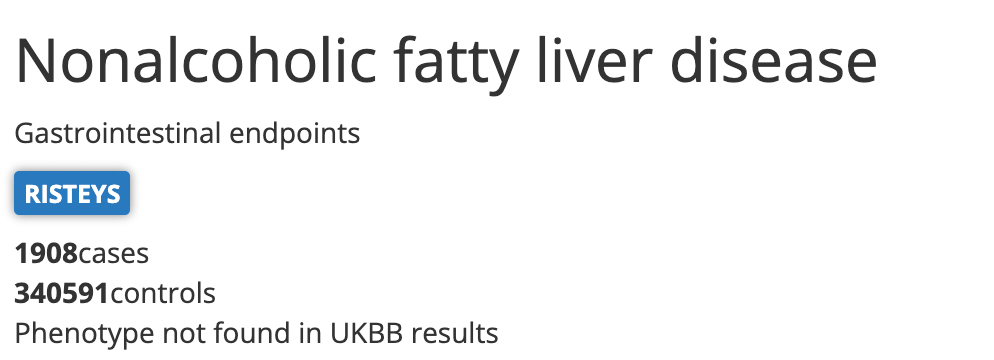 Nonalcoholic fatty liver disease
Gastrointestinal endpoints
RISTEYS
1908cases
340591controls
Phenotype not found in UKBB results